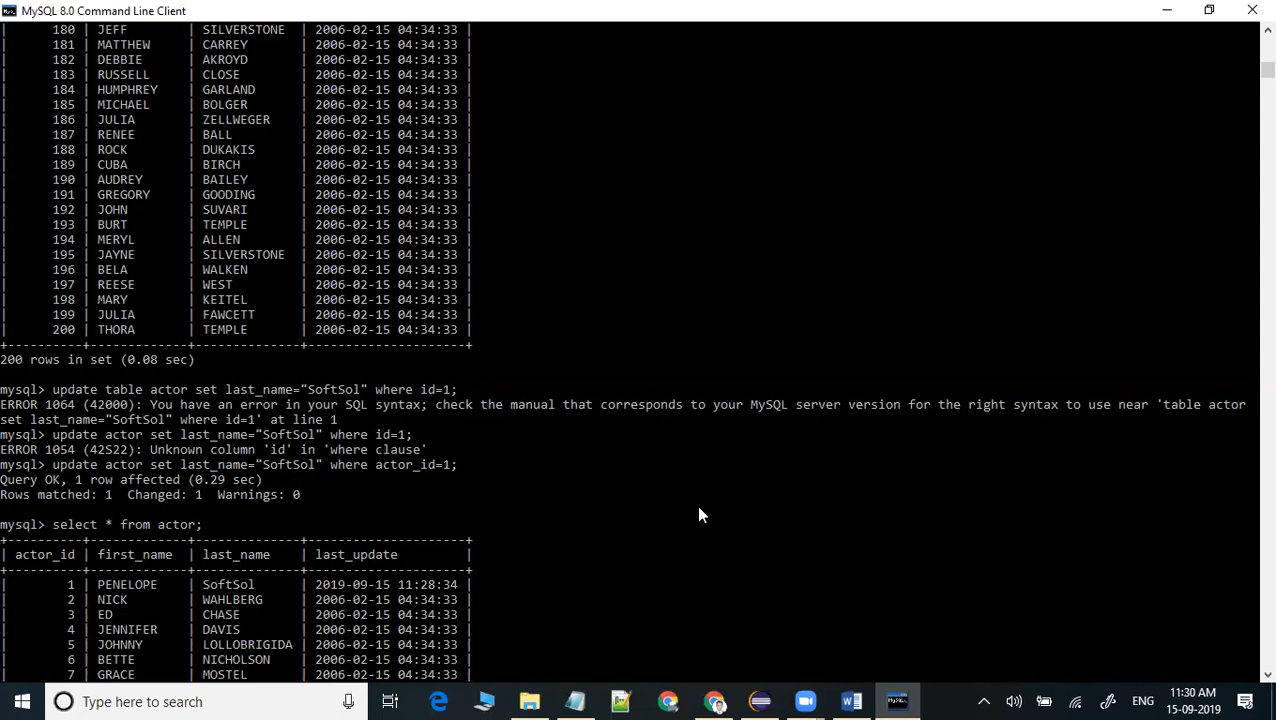 MySQL 8.0 Command Line Client
| 180 | JEFF | SILVERSTONE | 2006-02-15 04:34:33 |
| 181 | MATTHEW | CARREY | 2006-02-15 04:34:33 |
| 182 | DEBBIE | AKROYD | 2006-02-15 04:34:33 |
| 183 | RUSSELL | CLOSE | 2006-02-15 04:34:33 |
| 184 | HUMPHREY | GARLAND | 2006-02-15 04:34:33 |
| 185 | MICHAEL | BOLGER | 2006-02-15 04:34:33 |
| 186 | JULIA | ZELLWEGER | 2006-02-15 04:34:33 |
| 187 | RENEE | BALL | 2006-02-15 04:34:33 |
| 188 | ROCK | DUKAKIS | 2006-02-15 04:34:33 |
| 189 | CUBA | BIRCH | 2006-02-15 04:34:33 |
| 190 | AUDREY | BAILEY | 2006-02-15 04:34:33 |
| 191 | GREGORY | GOODING | 2006-02-15 04:34:33 |
| 192 | JOHN | SUVARI | 2006-02-15 04:34:33 |
| 193 | BURT | TEMPLE | 2006-02-15 04:34:33 |
| 194 | MERYL | ALLEN | 2006-02-15 04:34:33 |
| 195 | JAYNE | SILVERSTONE | 2006-02-15 04:34:33 |
| 196 | BELA | WALKEN | 2006-02-15 04:34:33 |
| 197 | REESE | WEST | 2006-02-15 04:34:33 |
| 198 | MARY | KEITEL | 2006-02-15 04:34:33 |
| 199 | JULIA | FAWCETT | 2006-02-15 04:34:33 |
| 200 | THORA | TEMPLE | 2006-02-15 04:34:33 |
+----------+-------------+--------------+---------------------+
200 rows in set (0.08 sec)
mysql> update table actor set last_name="SoftSol" where id=1;
ERROR 1064 (42000): You have an error in your SQL syntax; check the manual that corresponds to your MySQL server version for the right syntax to use near 'table actor
set last_name="SoftSol" where id=1' at line 1
mysql> update actor set last_name="SoftSol" where id=1;
ERROR 1054 (42S22): Unknown column 'id' in 'where clause'
mysql> update actor set last_name="SoftSol" where actor_id=1;
Query OK, 1 row affected (0.29 sec)
Rows matched: 1  Changed: 1  Warnings: 0
mysql> select * from actor;
+----------+-------------+--------------+---------------------+
| actor_id | first_name | last_name | last_update |
+----------+-------------+--------------+---------------------+
| 1 | PENELOPE | SoftSol | 2019-09-15 11:28:34 |
| 2 | NICK | WAHLBERG | 2006-02-15 04:34:33 |
| 3 | ED | CHASE | 2006-02-15 04:34:33 |
| 4 | JENNIFER | DAVIS | 2006-02-15 04:34:33 |
| 5 | JOHNNY | LOLLOBRIGIDA | 2006-02-15 04:34:33 |
| 6 | BETTE | NICHOLSON | 2006-02-15 04:34:33 |
| 7 | GRACE | MOSTEL | 2006-02-15 04:34:33 |
Type here to search
ENG
11:30 AM
15-09-2019